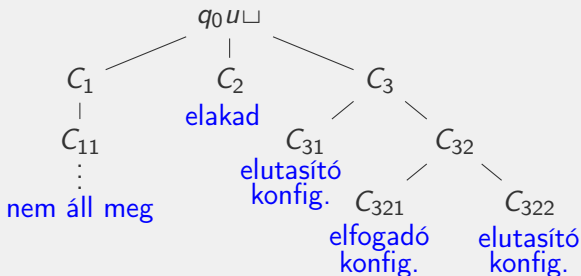 q₀u⊔
C₁ C₂ C₃
elakad
C₁₁ C₃₁ C₃₂
elutasító
konfig.
⋮
nem áll meg
C₃₂₁ C₃₂₂
elfogadó
konfig.
elutasító
konfig.